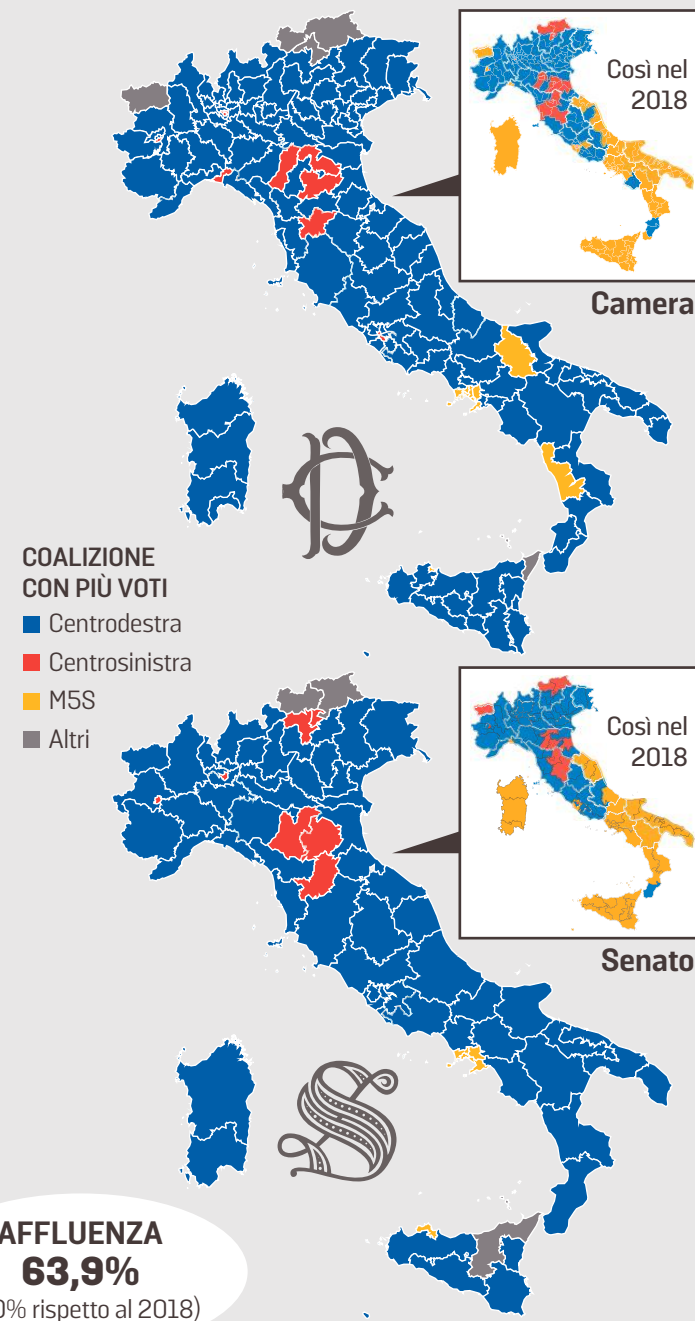 Così nel
2018
Camera
COALIZIONE
CON PIÙ VOTI
Centrodestra
Centrosinistra
M5S
Altri
Così nel
2018
Senato
AFFLUENZA
63,9%
0% rispetto al 2018)